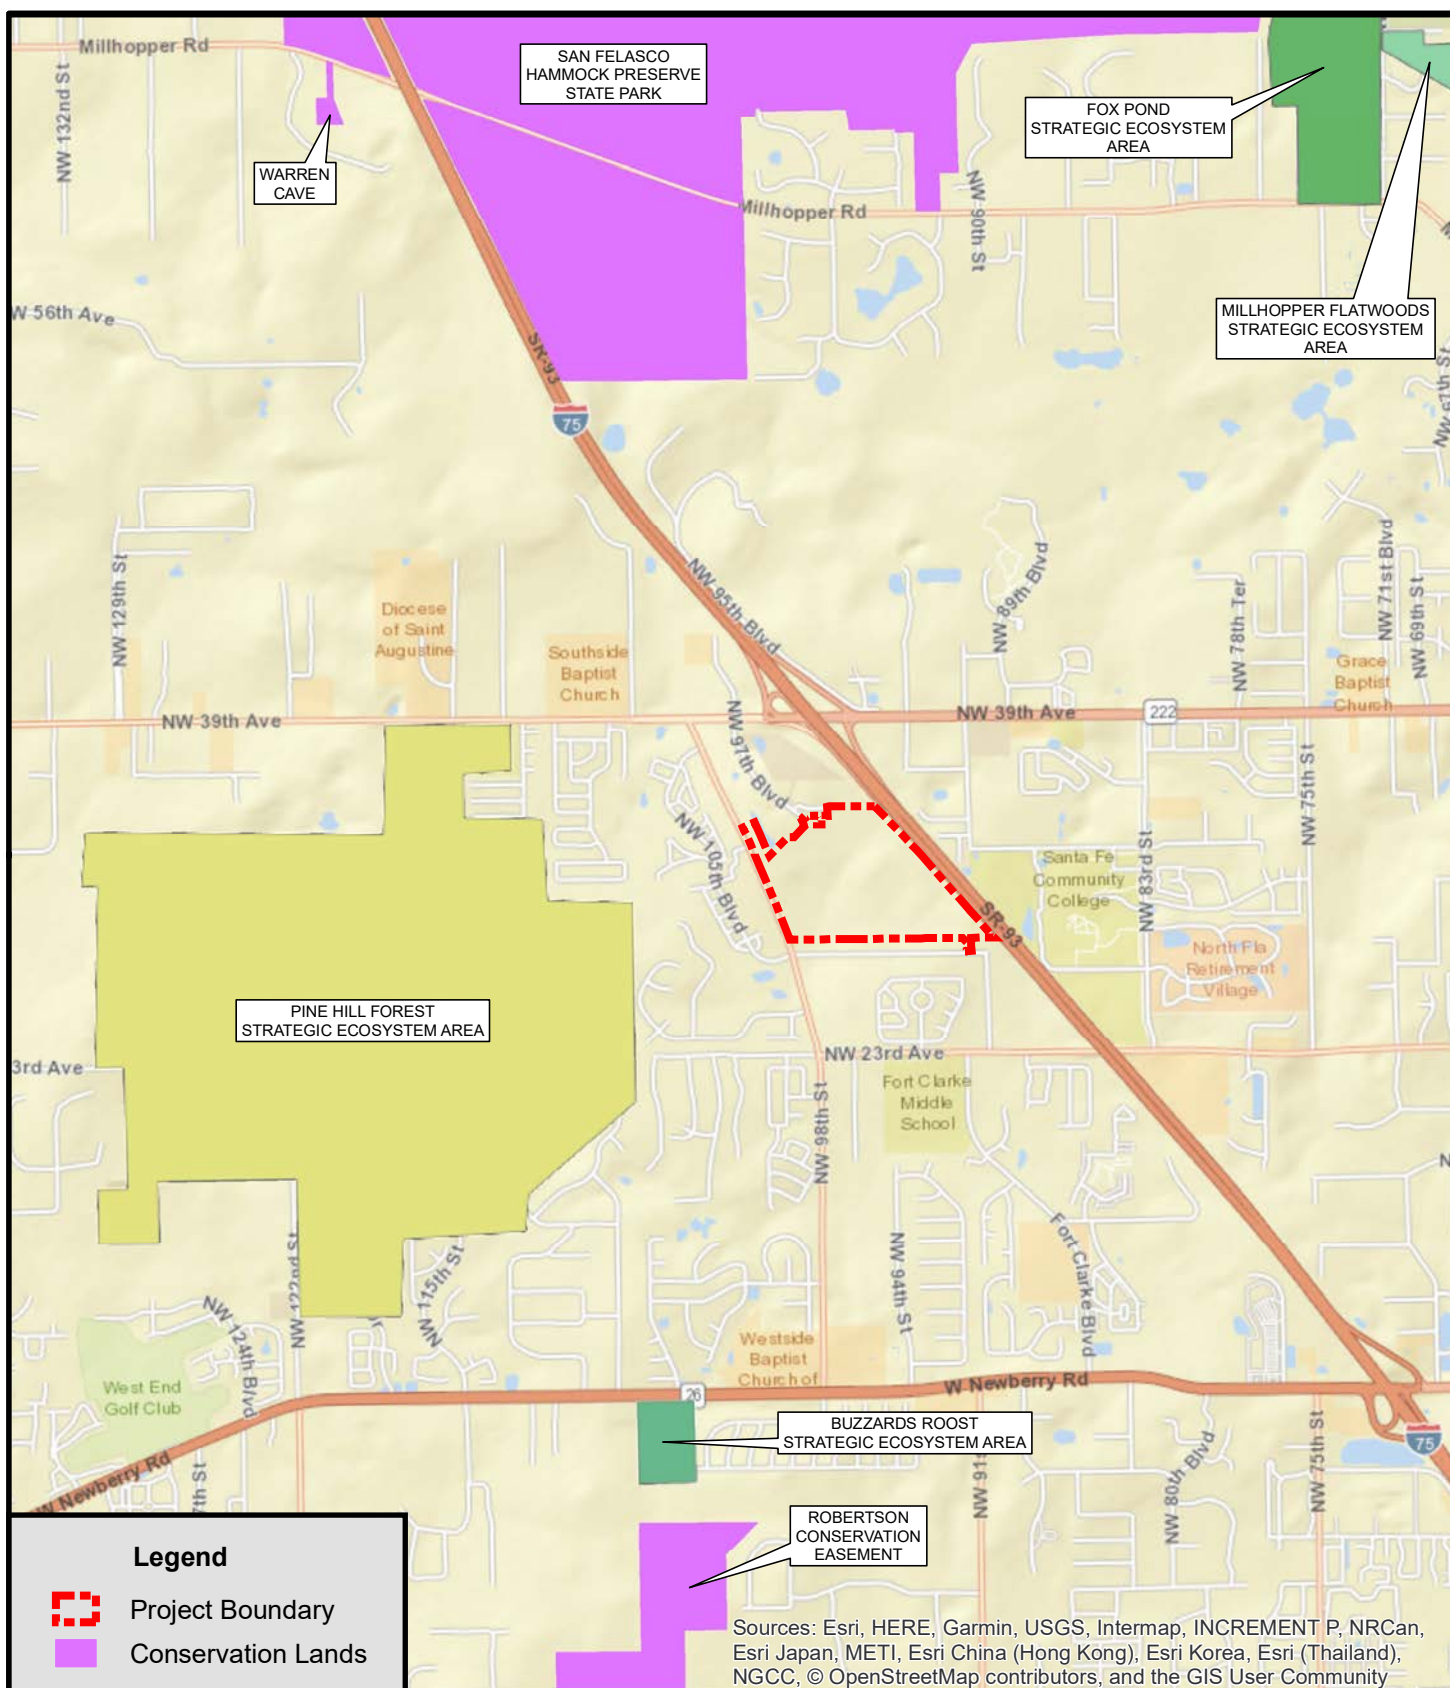 Millhopper Rd
SAN FELASCO
HAMMOCK PRESERVE
STATE PARK
FOX POND
STRATEGIC ECOSYSTEM
AREA
NW 132nd St
WARREN
CAVE
Millhopper Rd
NW 90th St
MILLHOPPER FLATWOODS
STRATEGIC ECOSYSTEM
AREA
W 56th Ave
SR-93
75
NW 67th St
NW 95th Blvd
NW 89th Blvd
NW 129th St
NW 78th Ter
NW 71st Blvd
NW 69th St
Diocese
of Saint
Augustine
Southside
Baptist
Church
Grace
Baptist
Church
NW 39th Ave
NW 39th Ave
222
NW 97th Blvd
NW 75th St
NW 105th Blvd
NW 83rd St
Santa Fe
Community
College
SR-93
North Fla
Retirement
Village
PINE HILL FOREST
STRATEGIC ECOSYSTEM AREA
3rd Ave
NW 23rd Ave
Fort Clarke
Middle
School
NW 98th St
N
NW 122nd St
NW 115th St
NW 94th St
Fort Clarke Blvd
NW 124th Blvd
Westside
Baptist
Church of
West End
Golf Club
W Newberry Rd
26
BUZZARDS ROOST
STRATEGIC ECOSYSTEM AREA
75
W Newberry Rd
7th St
NW 91s
NW 80th Blvd
NW 75th St
ROBERTSON
CONSERVATION
EASEMENT
Legend
Project Boundary
Conservation Lands
Sources: Esri, HERE, Garmin, USGS, Intermap, INCREMENT P, NRCan,
Esri Japan, METI, Esri China (Hong Kong), Esri Korea, Esri (Thailand),
NGCC, © OpenStreetMap contributors, and the GIS User Community